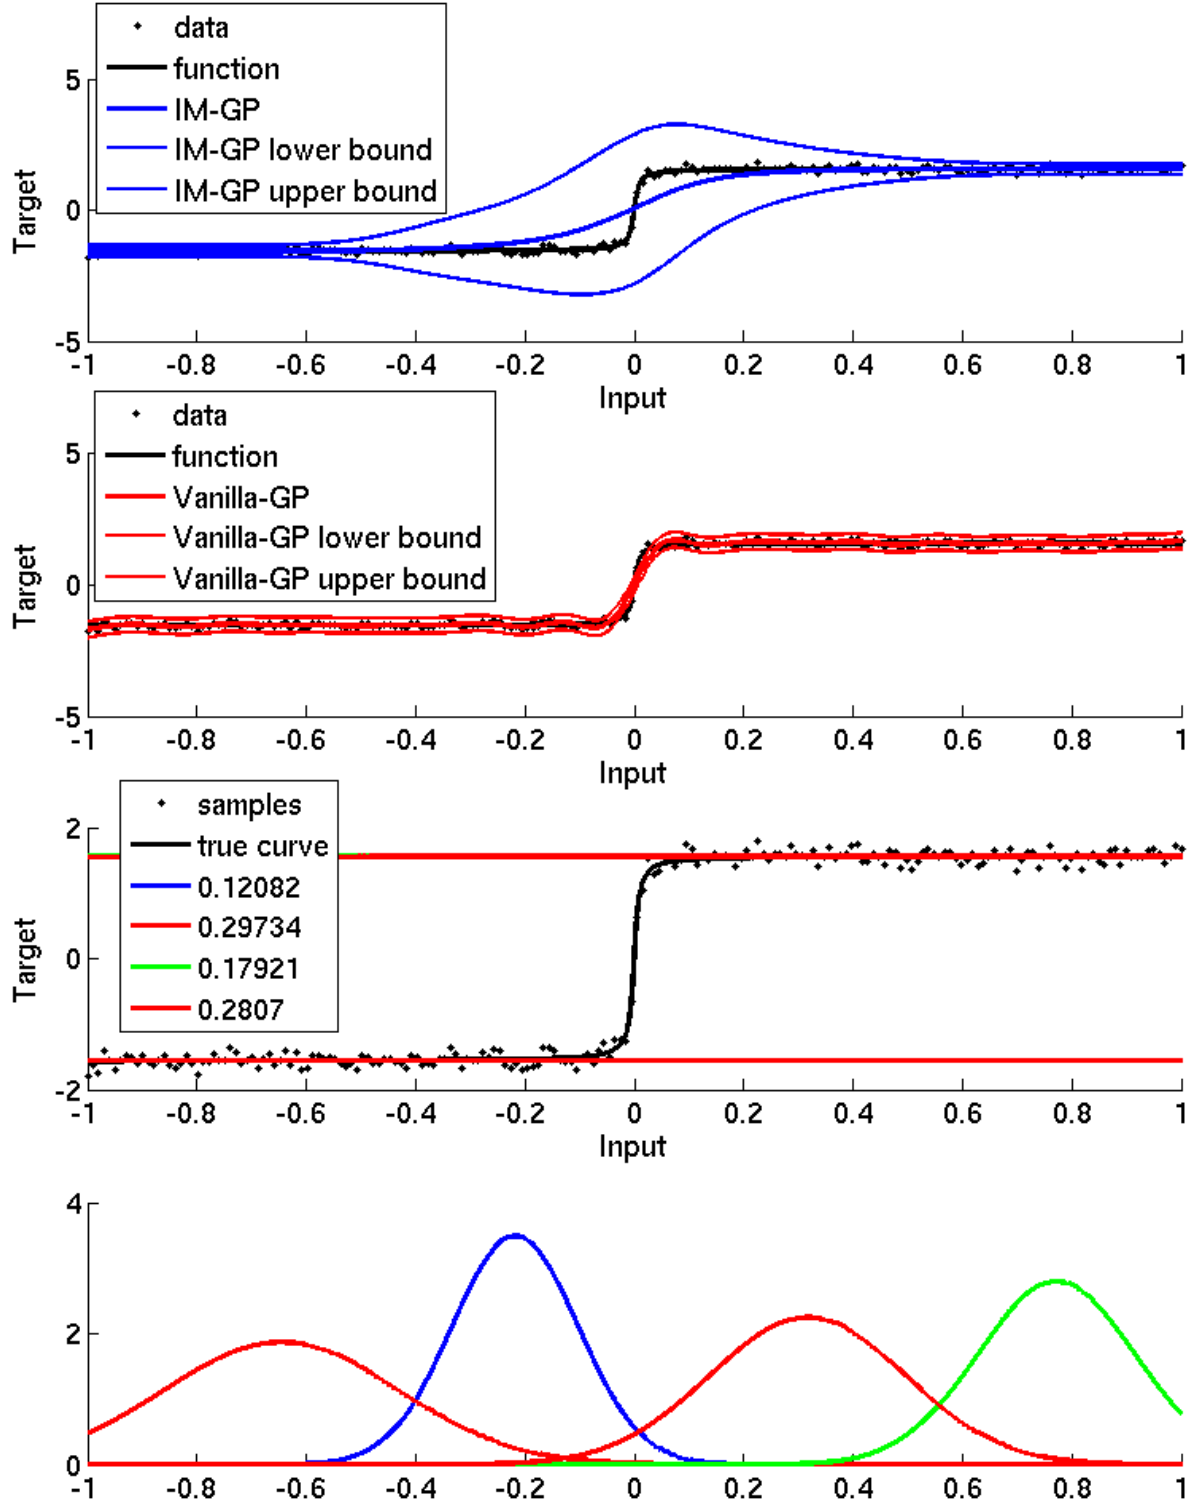 data
function
IM-GP
IM-GP lower bound
IM-GP upper bound
5
0
-5
Target
-1 -0.8 -0.6 -0.4 -0.2 0 0.2 0.4 0.6 0.8 1
Input
data
function
Vanilla-GP
Vanilla-GP lower bound
Vanilla-GP upper bound
5
0
-5
Target
-1 -0.8 -0.6 -0.4 -0.2 0 0.2 0.4 0.6 0.8 1
Input
samples
true curve
0.12082
0.29734
0.17921
0.2807
2
0
-2
Target
-1 -0.8 -0.6 -0.4 -0.2 0 0.2 0.4 0.6 0.8 1
Input
4
2
0
-1 -0.8 -0.6 -0.4 -0.2 0 0.2 0.4 0.6 0.8 1